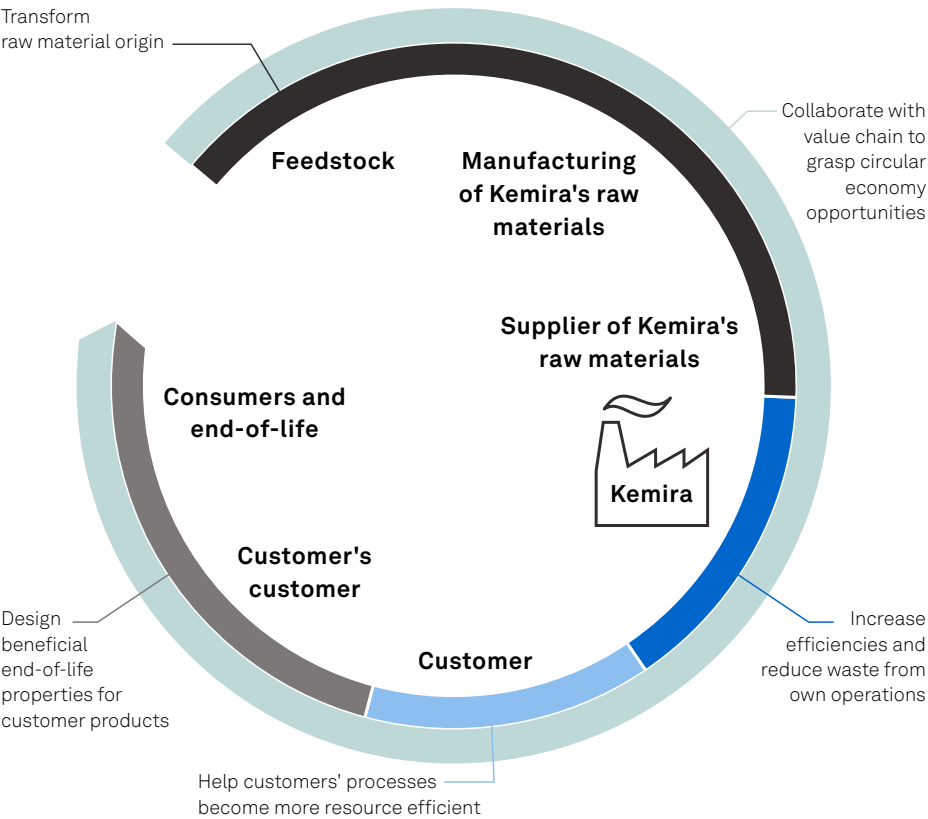 Transform
raw material origin
Collaborate with
value chain to
grasp circular
economy
opportunities
Feedstock
Manufacturing
of Kemira's raw
materials
Supplier of Kemira's
raw materials
Kemira
Consumers and
end-of-life
Customer's
customer
Customer
Increase
efficiencies and
reduce waste from
own operations
Design
beneficial
end-of-life
properties for
customer products
Help customers' processes
become more resource efficient